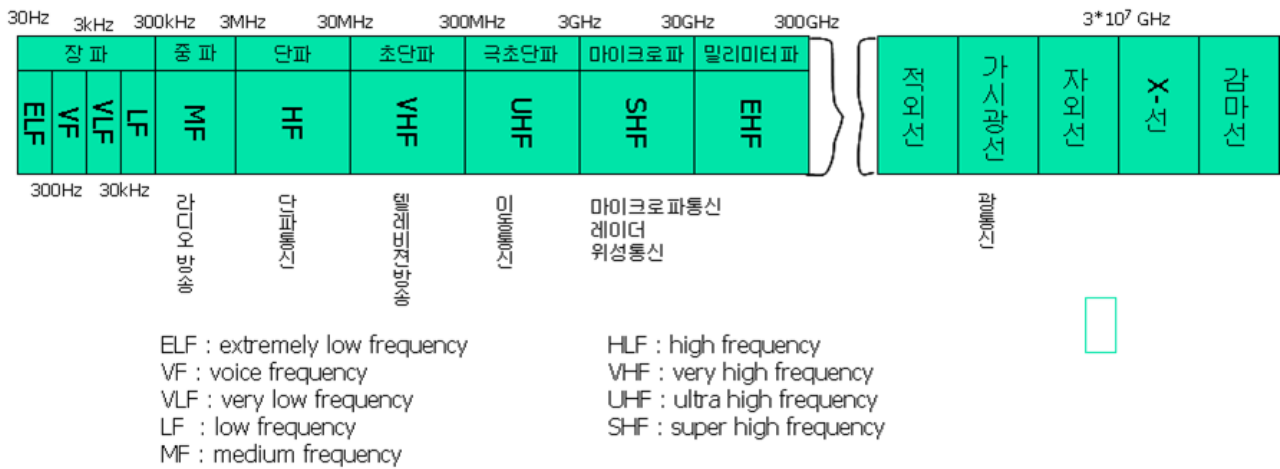 30Hz 3kHz 300kHz 3MHz 30MHz 300MHz 3GHz 30GHz 300GHz 3*10⁷ GHz
장 파 중 파 단파 초단파 극초단파 마이크로파 밀리미터파
ELF VF VLF LF MF HF VHF UHF SHF EHF 적외선 가시광선 자외선 X-선 감마선
300Hz 30kHz
라디오 방송
단파통신
텔레비젼방송
이동통신
마이크로파통신
레이더
위성통신
광통신
ELF : extremely low frequency
VF : voice frequency
VLF : very low frequency
LF : low frequency
MF : medium frequency
HLF : high frequency
VHF : very high frequency
UHF : ultra high frequency
SHF : super high frequency